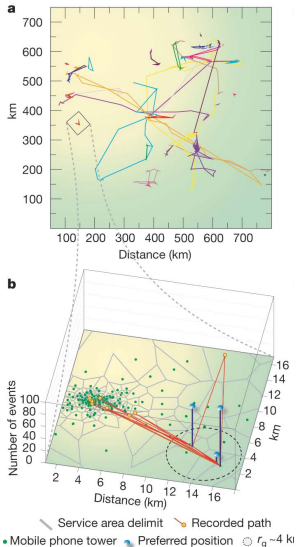 a
700
600
500
400
300
200
100
km
100 200 300 400 500 600 700
Distance (km)
b
Number of events
100
80
60
40
20
0
2 4 6 8 10 12 14 16
Distance (km)
16
14
12
10
8
6
4
2
km
Service area delimit Recorded path
Mobile phone tower Preferred position